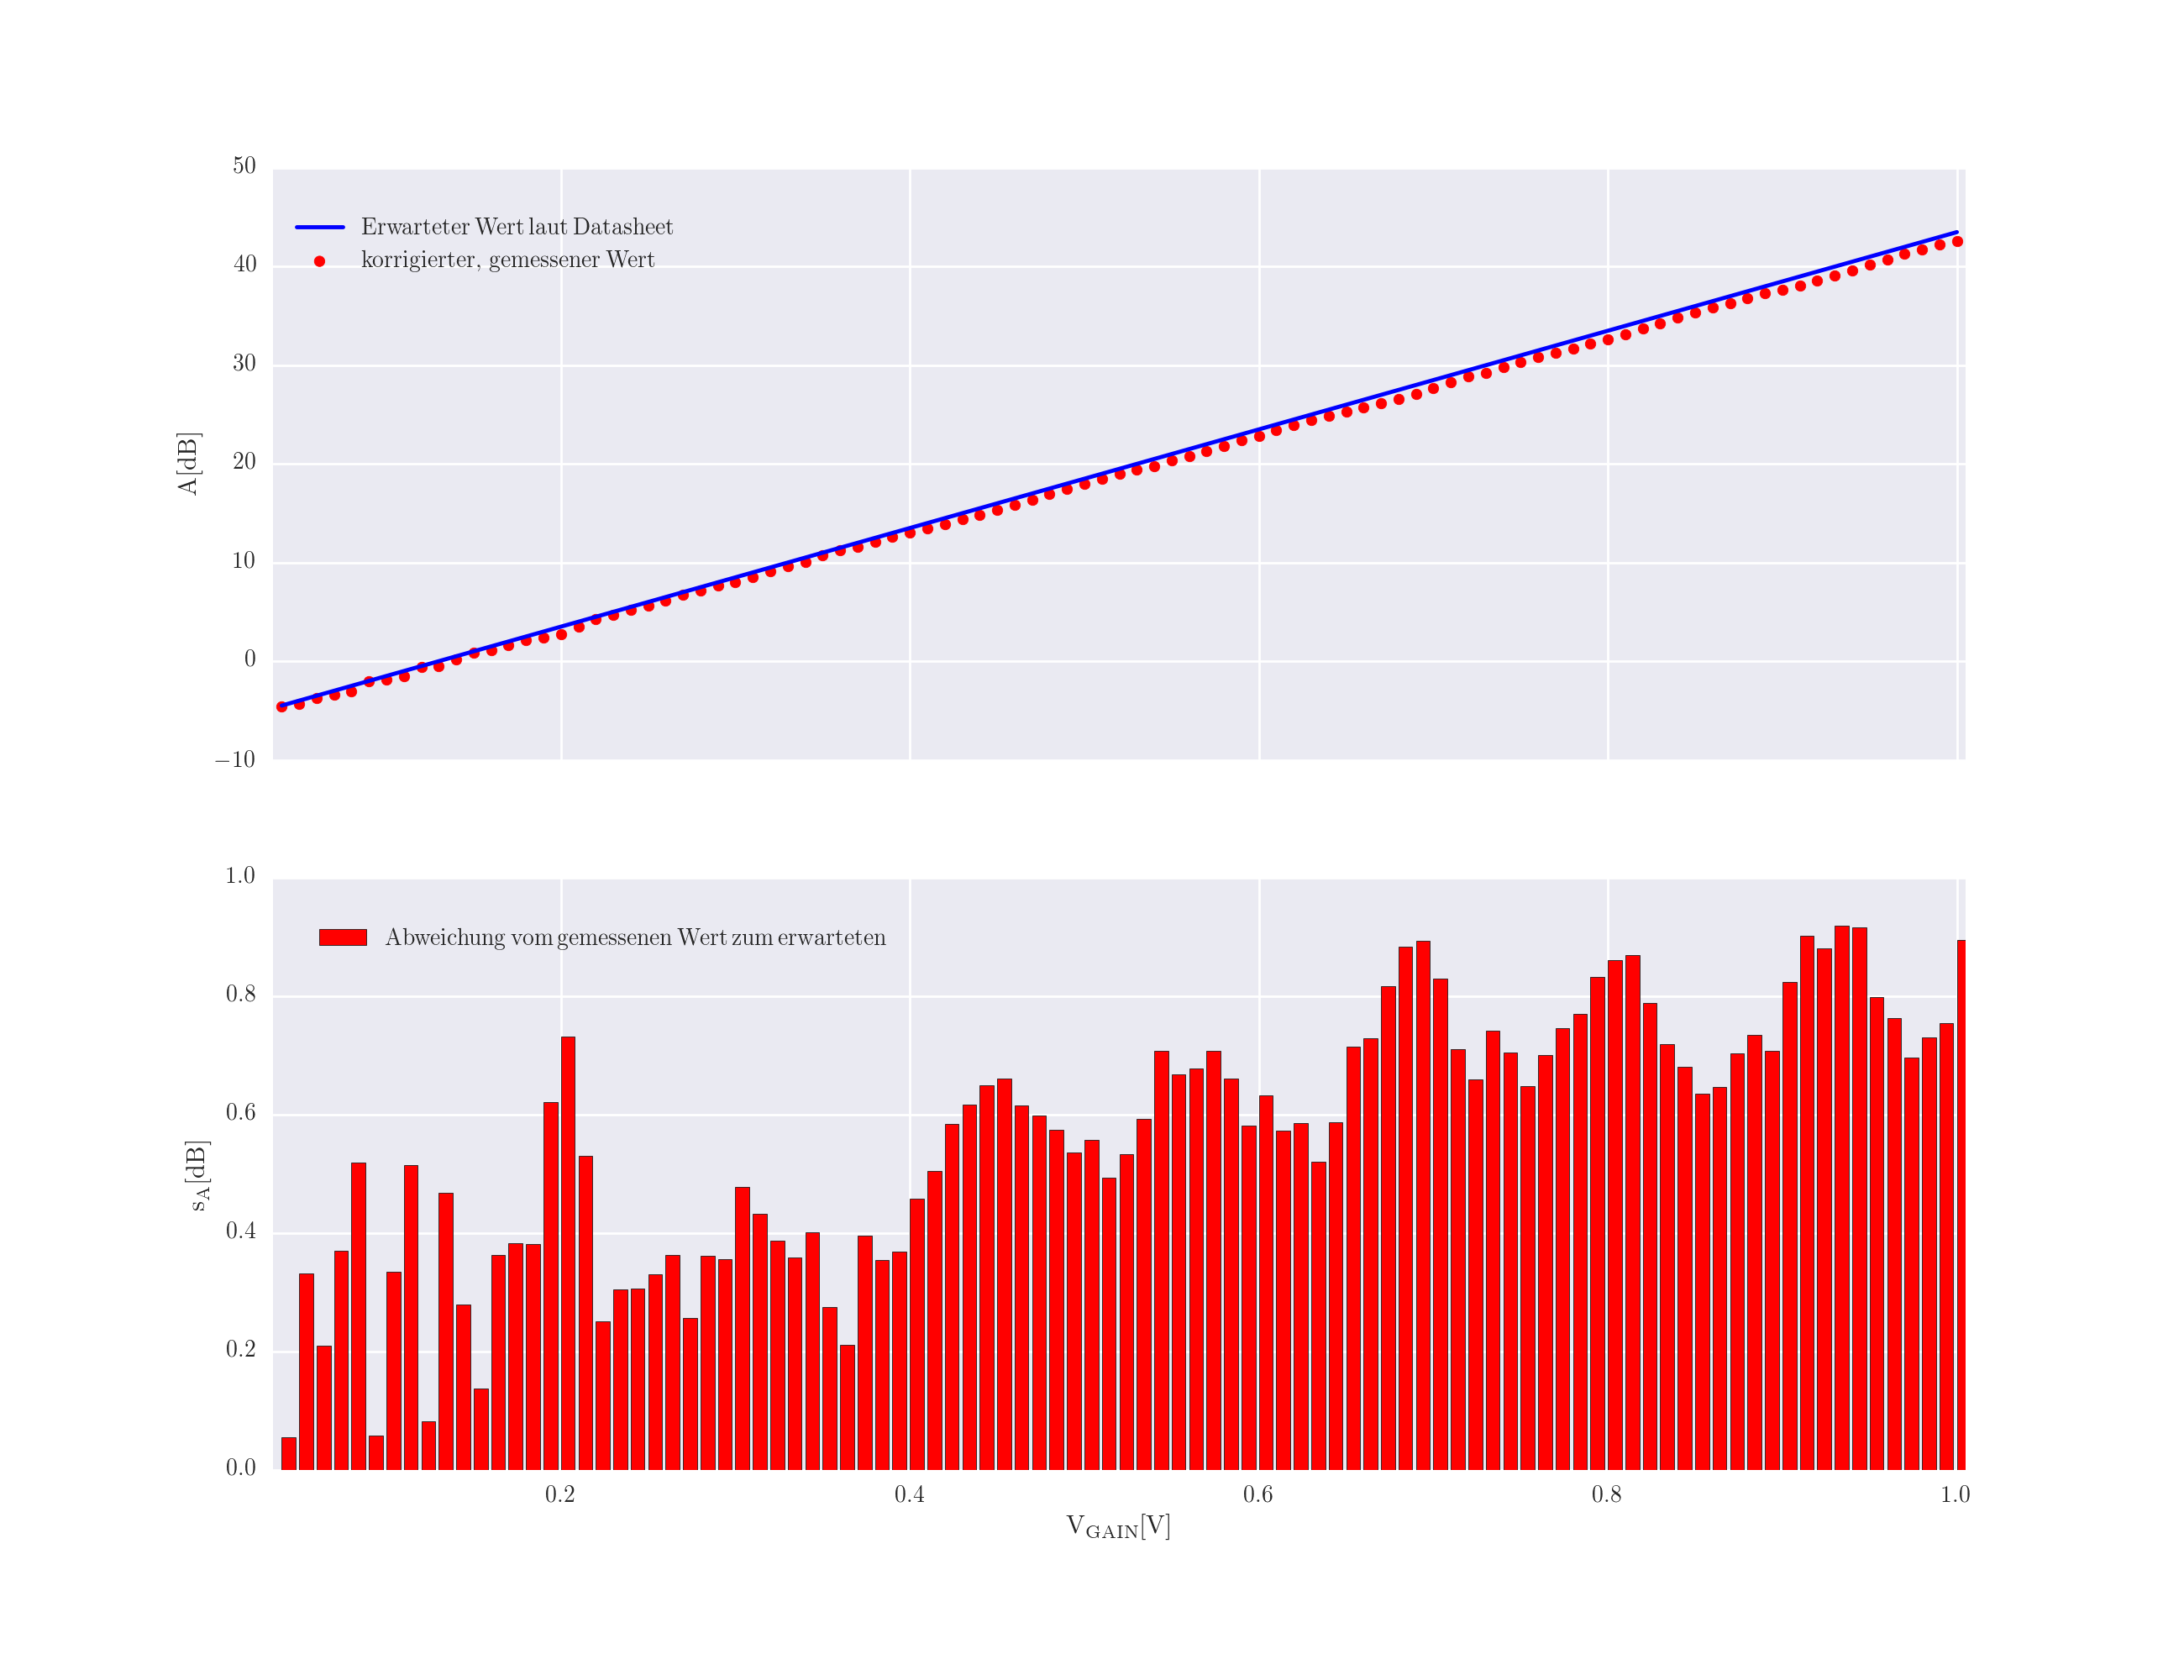 50
40
30
20
10
0
−10
A[dB]
Erwarteter Wert laut Datasheet
korrigierter, gemessener Wert
1.0
0.8
0.6
0.4
0.2
0.0
s_A[dB]
Abweichung vom gemessenen Wert zum erwarteten
0.2 0.4 0.6 0.8 1.0
V_GAIN[V]